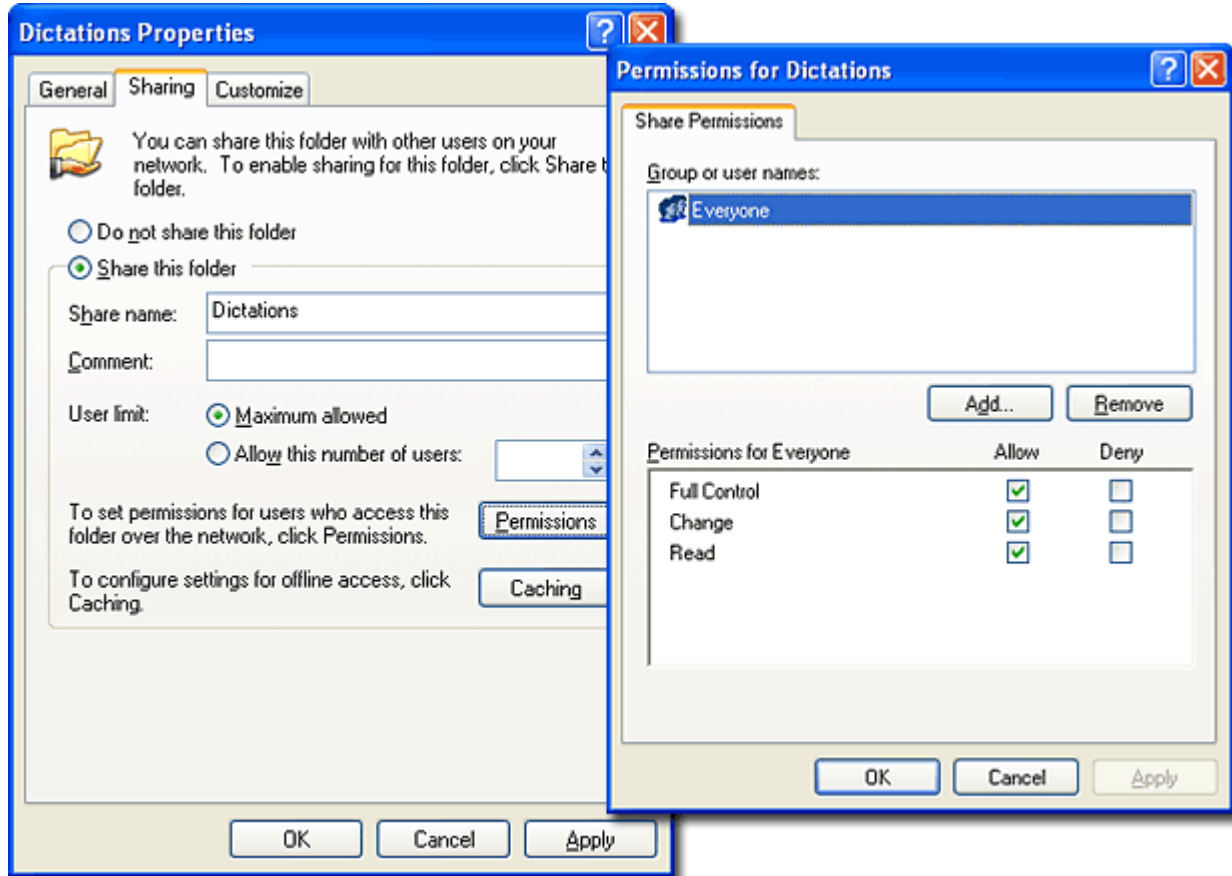 Dictations Properties
General Sharing Customize
You can share this folder with other users on your
network. To enable sharing for this folder, click Share t
folder.
Do not share this folder
Share this folder
Share name: Dictations
Comment:
User limit: Maximum allowed
Allow this number of users:
To set permissions for users who access this
folder over the network, click Permissions.
Permissions
To configure settings for offline access, click
Caching.
Caching
OK Cancel Apply
Permissions for Dictations
Share Permissions
Group or user names:
Everyone
Add... Remove
Permissions for Everyone Allow Deny
Full Control
Change
Read
OK Cancel Apply